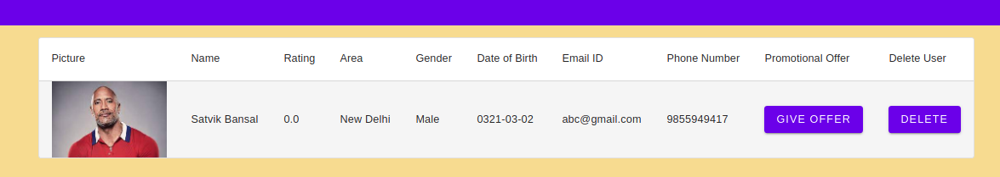 Picture Name Rating Area Gender Date of Birth Email ID Phone Number Promotional Offer Delete User
Satvik Bansal 0.0 New Delhi Male 0321-03-02 abc@gmail.com 9855949417 GIVE OFFER DELETE